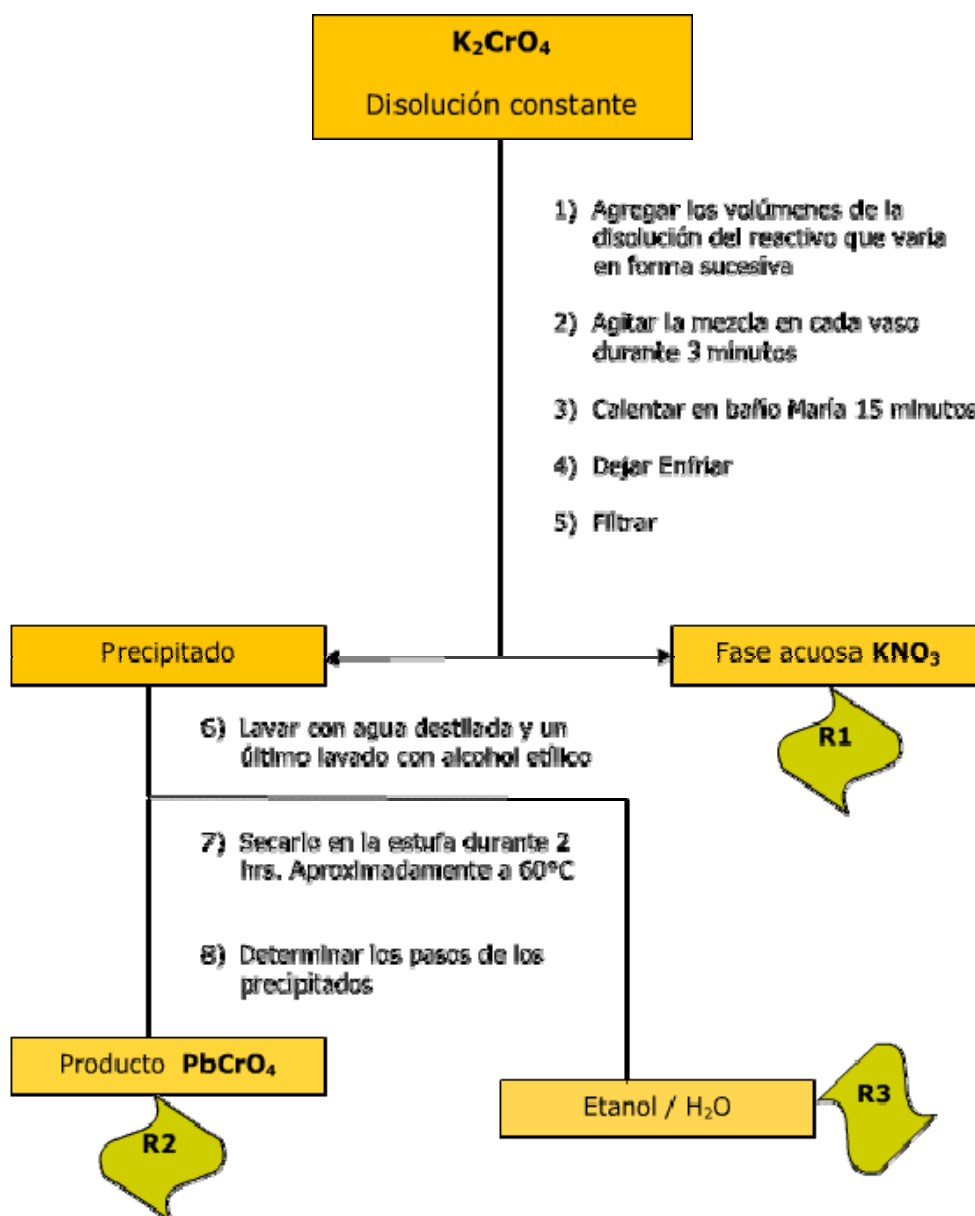 K₂CrO₄
Disolución constante
1) Agregar los volúmenes de la
disolución del reactivo que varia
en forma sucesiva
2) Agitar la mezcla en cada vaso
durante 3 minutos
3) Calentar en baño María 15 minutos
4) Dejar Enfriar
5) Filtrar
Precipitado
Fase acuosa KNO₃
R1
6) Lavar con agua destilada y un
último lavado con alcohol etílico
7) Secarlo en la estufa durante 2
hrs. Aproximadamente a 60°C
8) Determinar los pasos de los
precipitados
Producto PbCrO₄
R2
Etanol / H₂O
R3